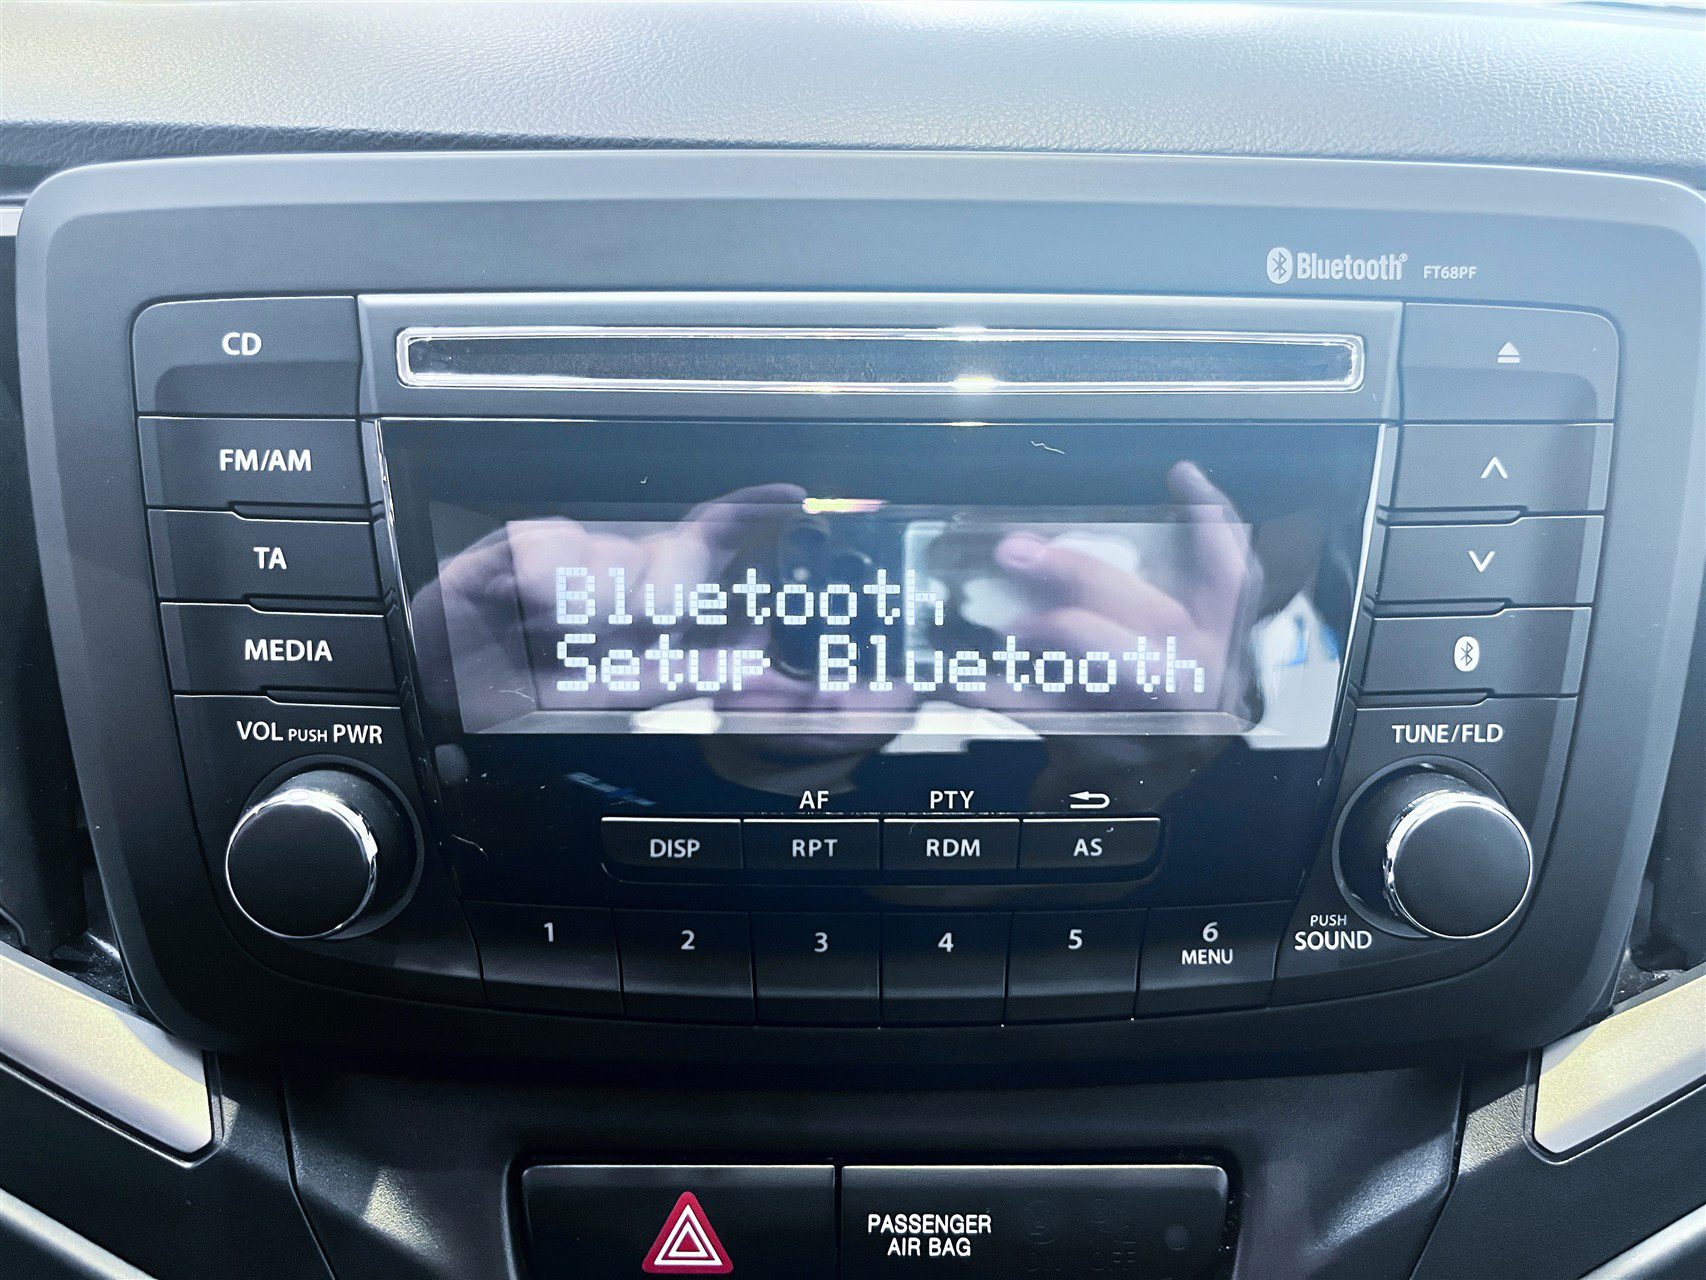 Bluetooth® FT68PF
CD
FM/AM
TA
MEDIA
VOL PUSH PWR
Bluetooth
Setup Bluetooth
TUNE/FLD
AF PTY
DISP RPT RDM AS
1 2 3 4 5 6
MENU
PUSH
SOUND
PASSENGER
AIR BAG
OFF